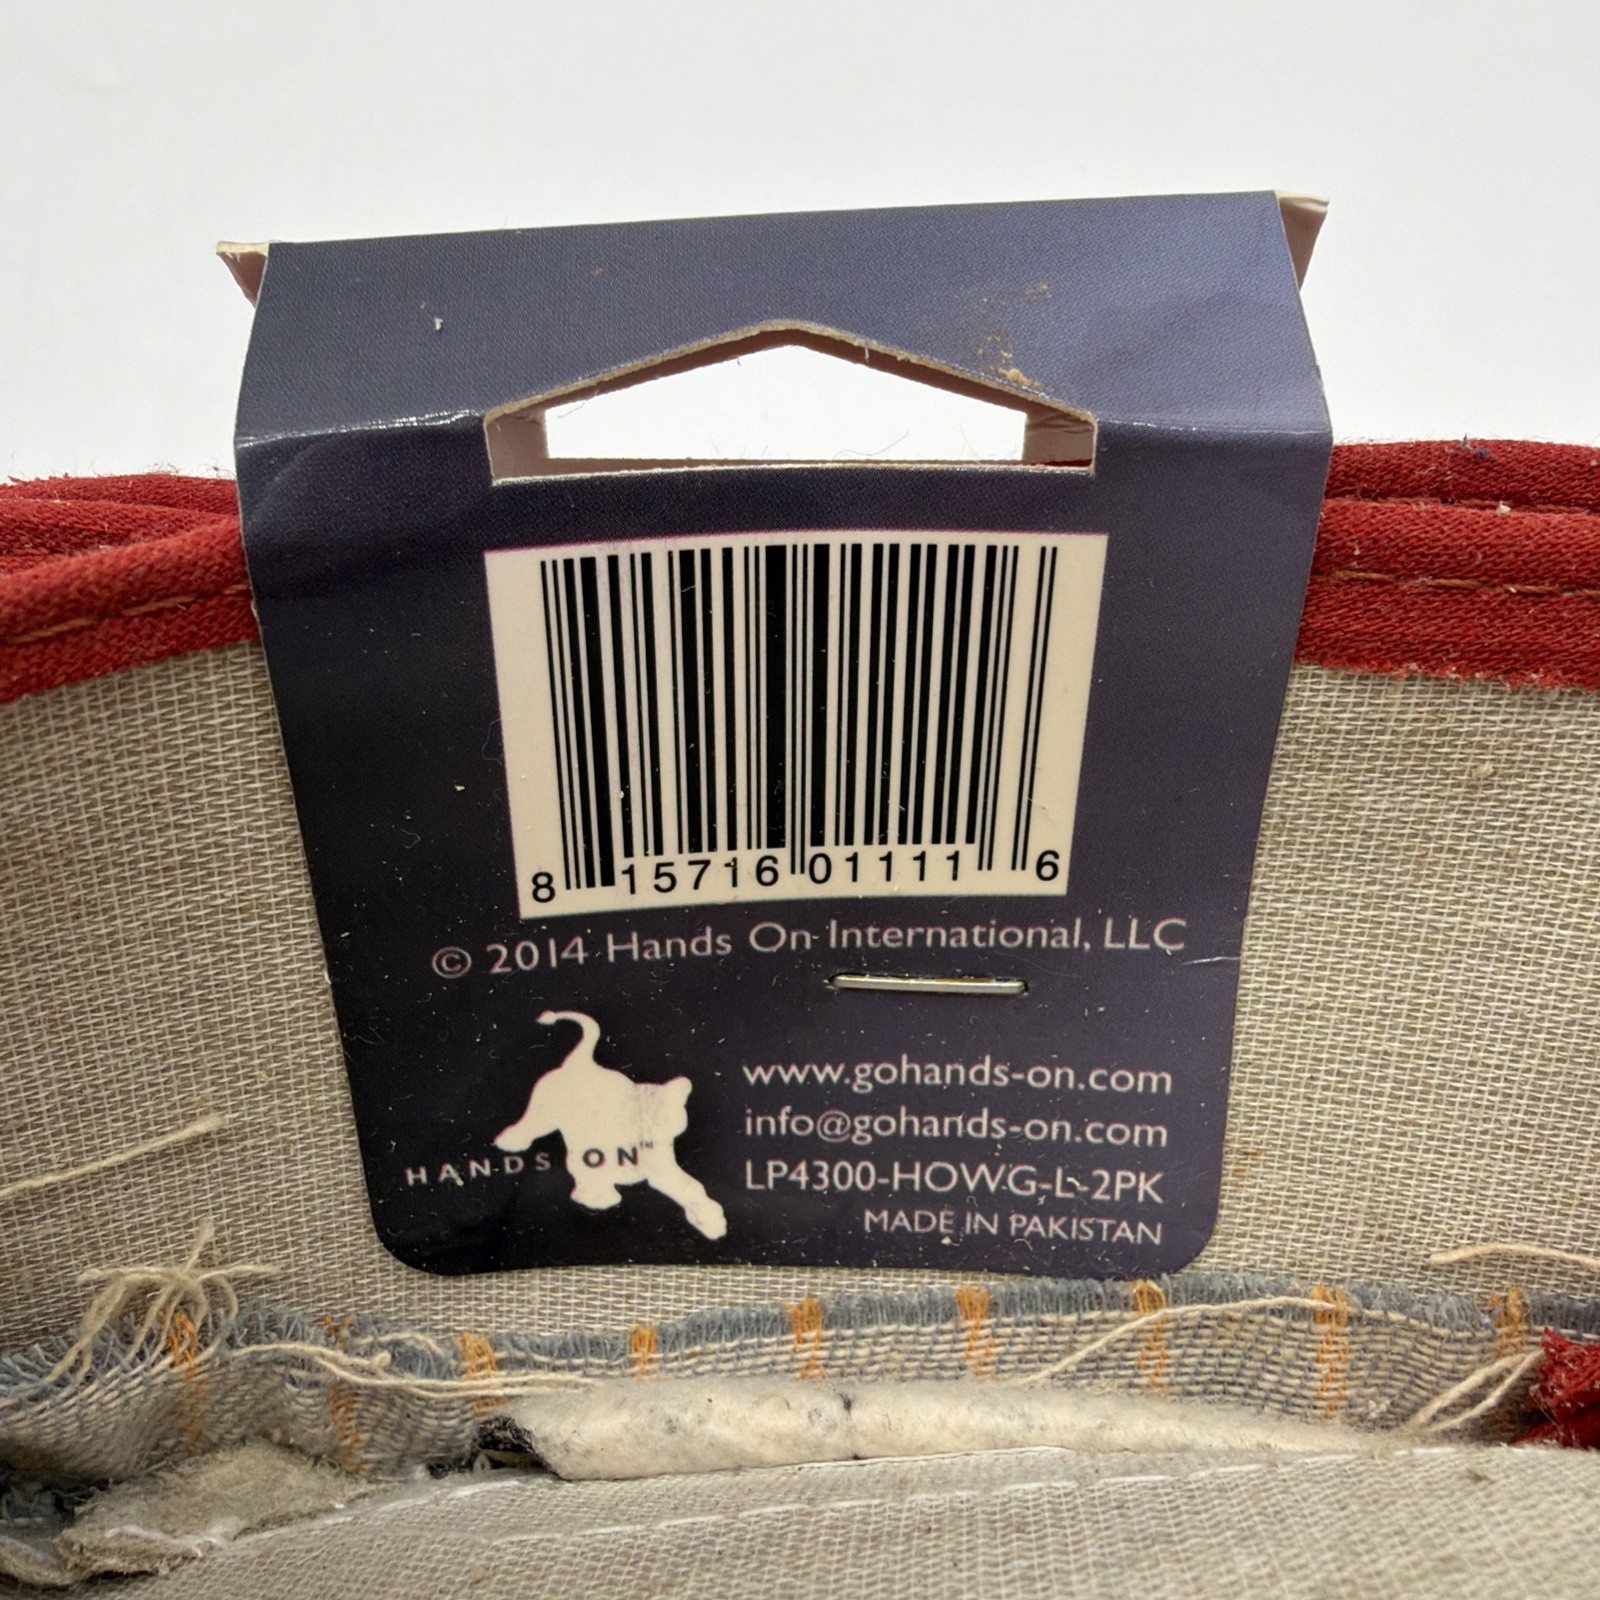 8 15716 01111 6
© 2014 Hands On International, LLC
HANDS ON™
www.gohands-on.com
info@gohands-on.com
LP4300-HOWG-L-2PK
MADE IN PAKISTAN